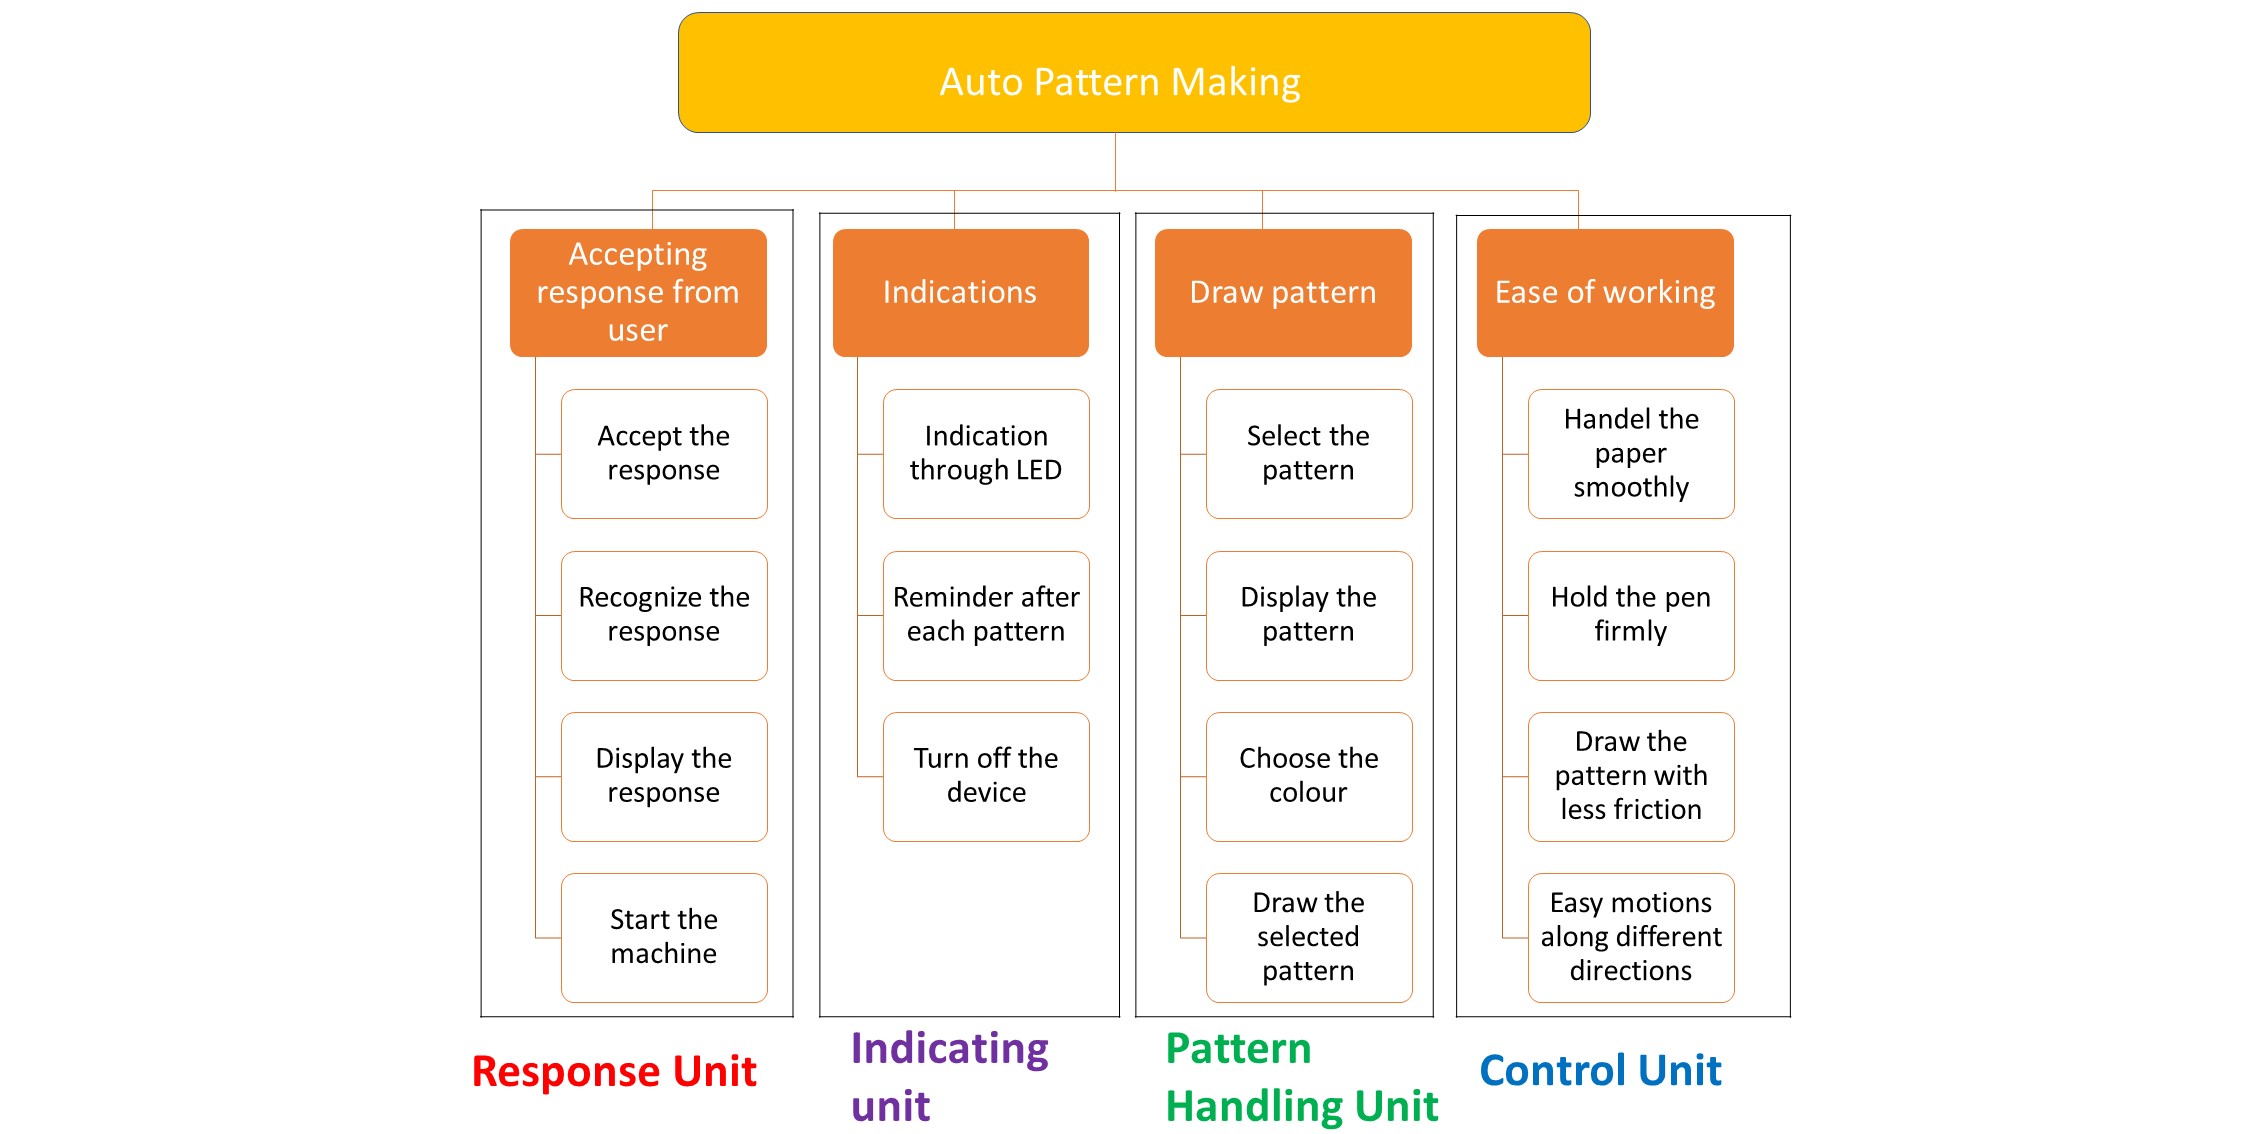 Auto Pattern Making
Accepting
response from
user
Accept the
response
Recognize the
response
Display the
response
Start the
machine
Response Unit
Indications
Indication
through LED
Reminder after
each pattern
Turn off the
device
Indicating
unit
Draw pattern
Select the
pattern
Display the
pattern
Choose the
colour
Draw the
selected
pattern
Pattern
Handling Unit
Ease of working
Handel the
paper
smoothly
Hold the pen
firmly
Draw the
pattern with
less friction
Easy motions
along different
directions
Control Unit